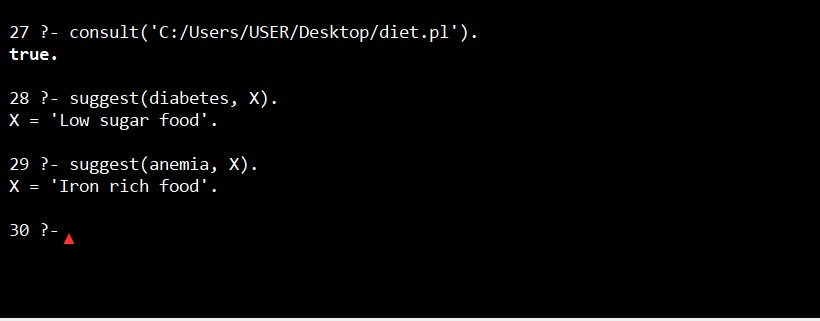 27 ?- consult('C:/Users/USER/Desktop/diet.pl').
true.
28 ?- suggest(diabetes, X).
X = 'Low sugar food'.
29 ?- suggest(anemia, X).
X = 'Iron rich food'.
30 ?-